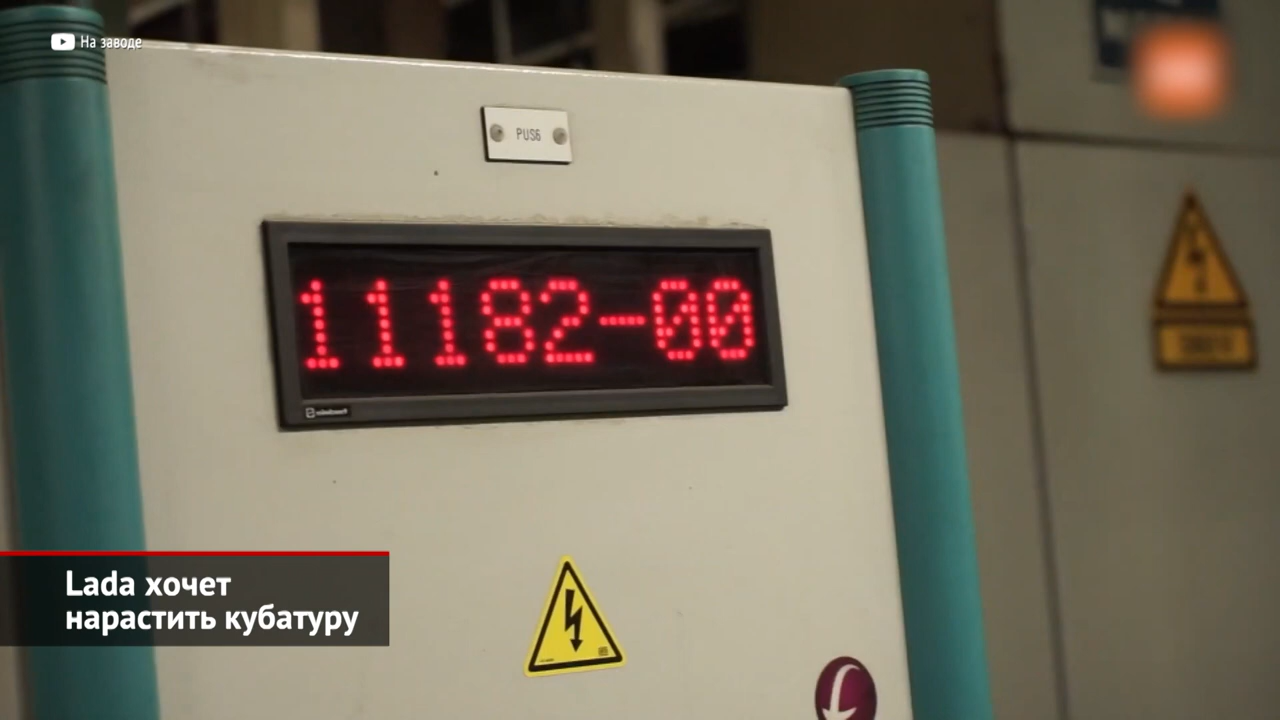 На заводе
PUS6
11182-00
Lada хочет
нарастить кубатуру